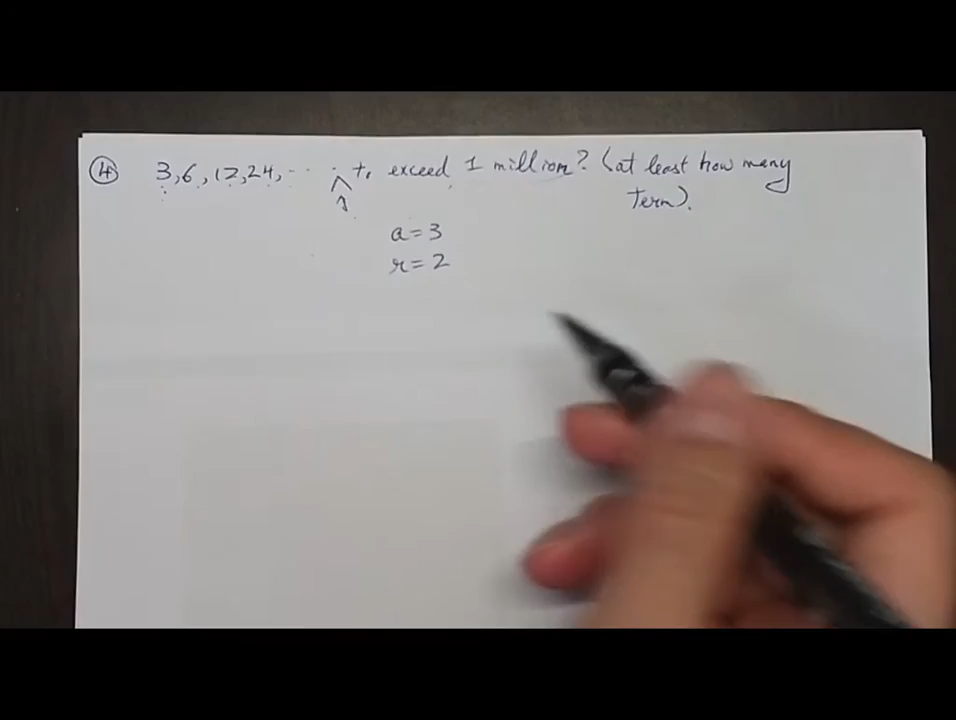 ④ 3, 6, 12, 24, ... to exceed 1 million? (at least how many
term).
a = 3
r = 2